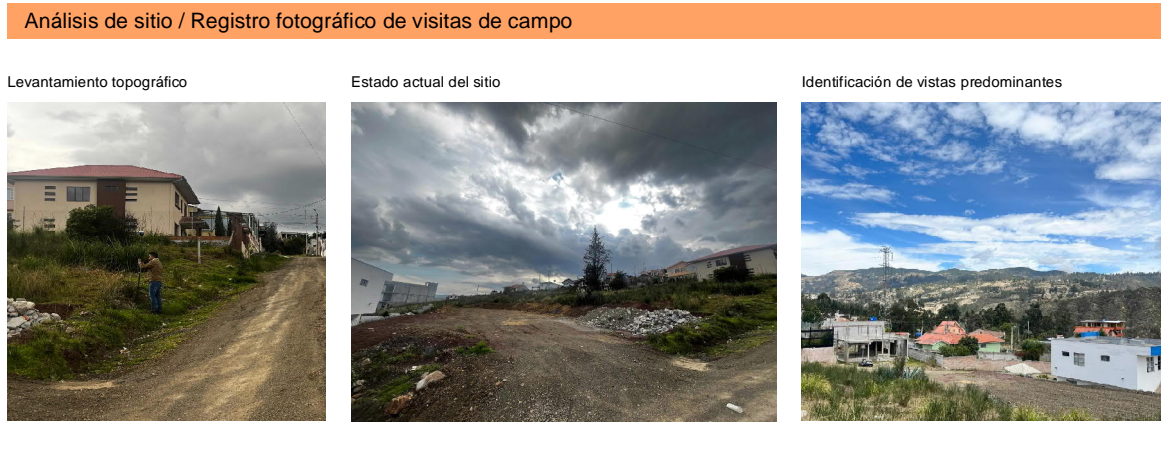 Análisis de sitio / Registro fotográfico de visitas de campo
Levantamiento topográfico
Estado actual del sitio
Identificación de vistas predominantes